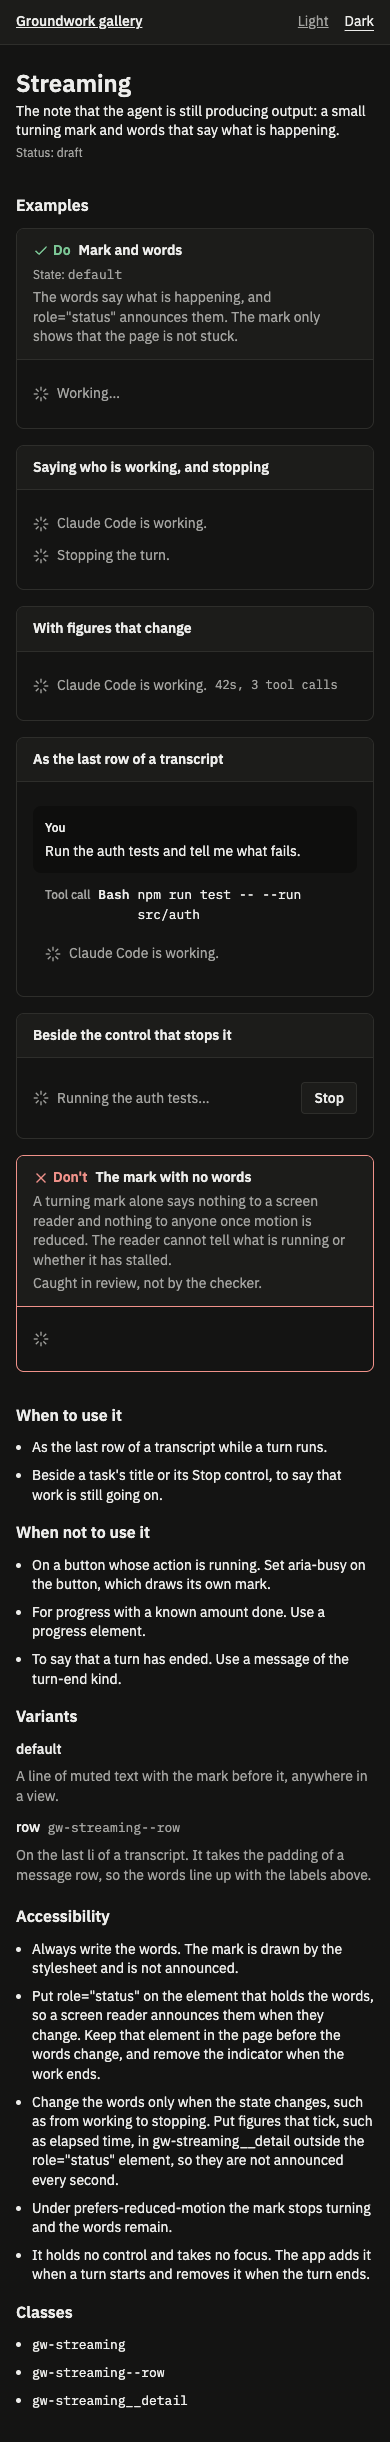 Groundwork gallery
Light Dark
Streaming
The note that the agent is still producing output: a small
turning mark and words that say what is happening.
Status: draft
Examples
Do Mark and words
State: default
The words say what is happening, and
role="status" announces them. The mark only
shows that the page is not stuck.
Working...
Saying who is working, and stopping
Claude Code is working.
Stopping the turn.
With figures that change
Claude Code is working. 42s, 3 tool calls
As the last row of a transcript
You
Run the auth tests and tell me what fails.
Tool call Bash npm run test -- --run
src/auth
Claude Code is working.
Beside the control that stops it
Running the auth tests...
Stop
Don't The mark with no words
A turning mark alone says nothing to a screen
reader and nothing to anyone once motion is
reduced. The reader cannot tell what is running or
whether it has stalled.
Caught in review, not by the checker.
When to use it
• As the last row of a transcript while a turn runs.
• Beside a task's title or its Stop control, to say that
work is still going on.
When not to use it
• On a button whose action is running. Set aria-busy on
the button, which draws its own mark.
• For progress with a known amount done. Use a
progress element.
• To say that a turn has ended. Use a message of the
turn-end kind.
Variants
default
A line of muted text with the mark before it, anywhere in
a view.
row gw-streaming--row
On the last li of a transcript. It takes the padding of a
message row, so the words line up with the labels above.
Accessibility
• Always write the words. The mark is drawn by the
stylesheet and is not announced.
• Put role="status" on the element that holds the words,
so a screen reader announces them when they
change. Keep that element in the page before the
words change, and remove the indicator when the
work ends.
• Change the words only when the state changes, such
as from working to stopping. Put figures that tick, such
as elapsed time, in gw-streaming__detail outside the
role="status" element, so they are not announced
every second.
• Under prefers-reduced-motion the mark stops turning
and the words remain.
• It holds no control and takes no focus. The app adds it
when a turn starts and removes it when the turn ends.
Classes
• gw-streaming
• gw-streaming--row
• gw-streaming__detail